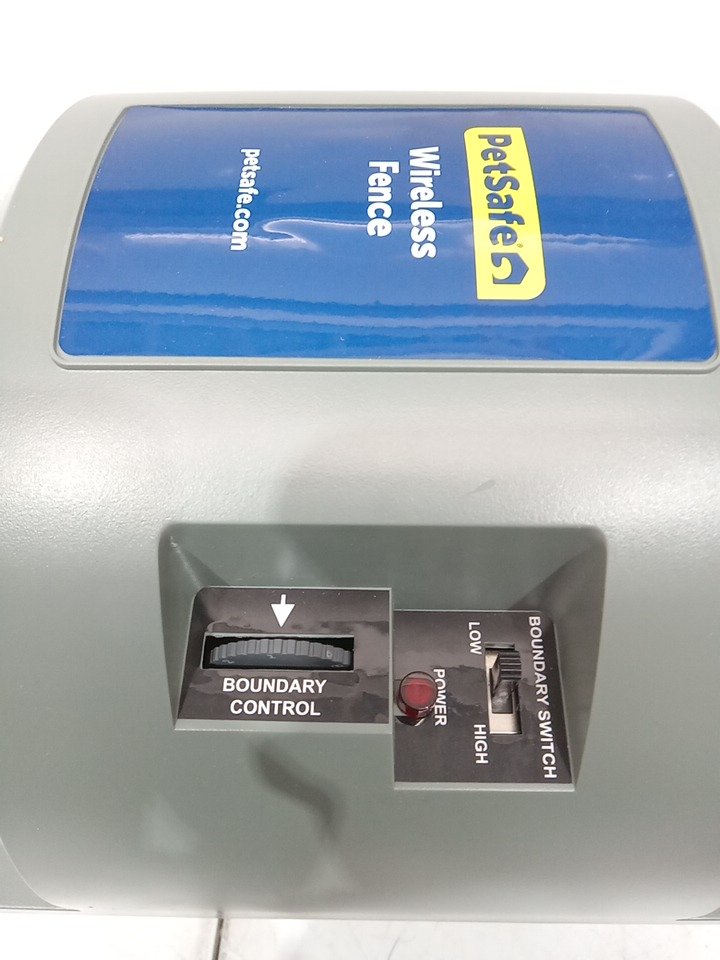 PetSafe®
Wireless
Fence
petsafe.com
BOUNDARY SWITCH
LOW
HIGH
POWER
BOUNDARY
CONTROL